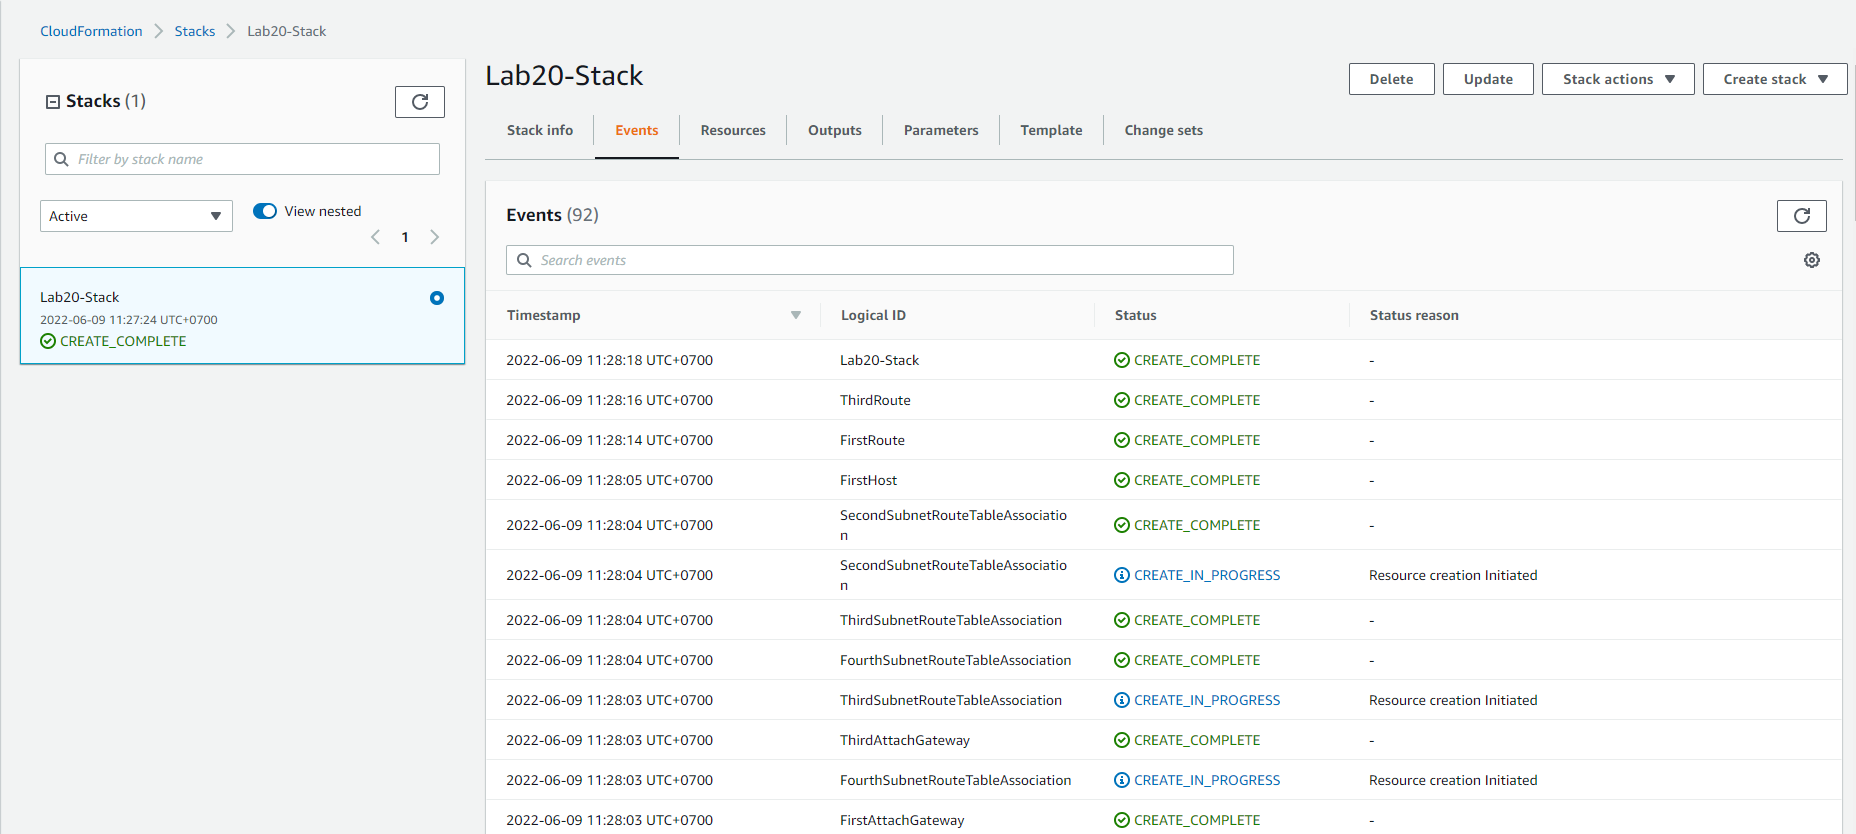 CloudFormation > Stacks > Lab20-Stack
Stacks (1)
Filter by stack name
Active
View nested
1
Lab20-Stack
2022-06-09 11:27:24 UTC+0700
CREATE_COMPLETE
Lab20-Stack
Delete
Update
Stack actions
Create stack
Stack info
Events
Resources
Outputs
Parameters
Template
Change sets
Events (92)
Search events
Timestamp Logical ID Status Status reason
2022-06-09 11:28:18 UTC+0700 Lab20-Stack CREATE_COMPLETE -
2022-06-09 11:28:16 UTC+0700 ThirdRoute CREATE_COMPLETE -
2022-06-09 11:28:14 UTC+0700 FirstRoute CREATE_COMPLETE -
2022-06-09 11:28:05 UTC+0700 FirstHost CREATE_COMPLETE -
SecondSubnetRouteTableAssociatio
2022-06-09 11:28:04 UTC+0700 CREATE_COMPLETE -
n
SecondSubnetRouteTableAssociatio
2022-06-09 11:28:04 UTC+0700 CREATE_IN_PROGRESS Resource creation Initiated
n
2022-06-09 11:28:04 UTC+0700 ThirdSubnetRouteTableAssociation CREATE_COMPLETE -
2022-06-09 11:28:04 UTC+0700 FourthSubnetRouteTableAssociation CREATE_COMPLETE -
2022-06-09 11:28:03 UTC+0700 ThirdSubnetRouteTableAssociation CREATE_IN_PROGRESS Resource creation Initiated
2022-06-09 11:28:03 UTC+0700 ThirdAttachGateway CREATE_COMPLETE -
2022-06-09 11:28:03 UTC+0700 FourthSubnetRouteTableAssociation CREATE_IN_PROGRESS Resource creation Initiated
2022-06-09 11:28:03 UTC+0700 FirstAttachGateway CREATE_COMPLETE -